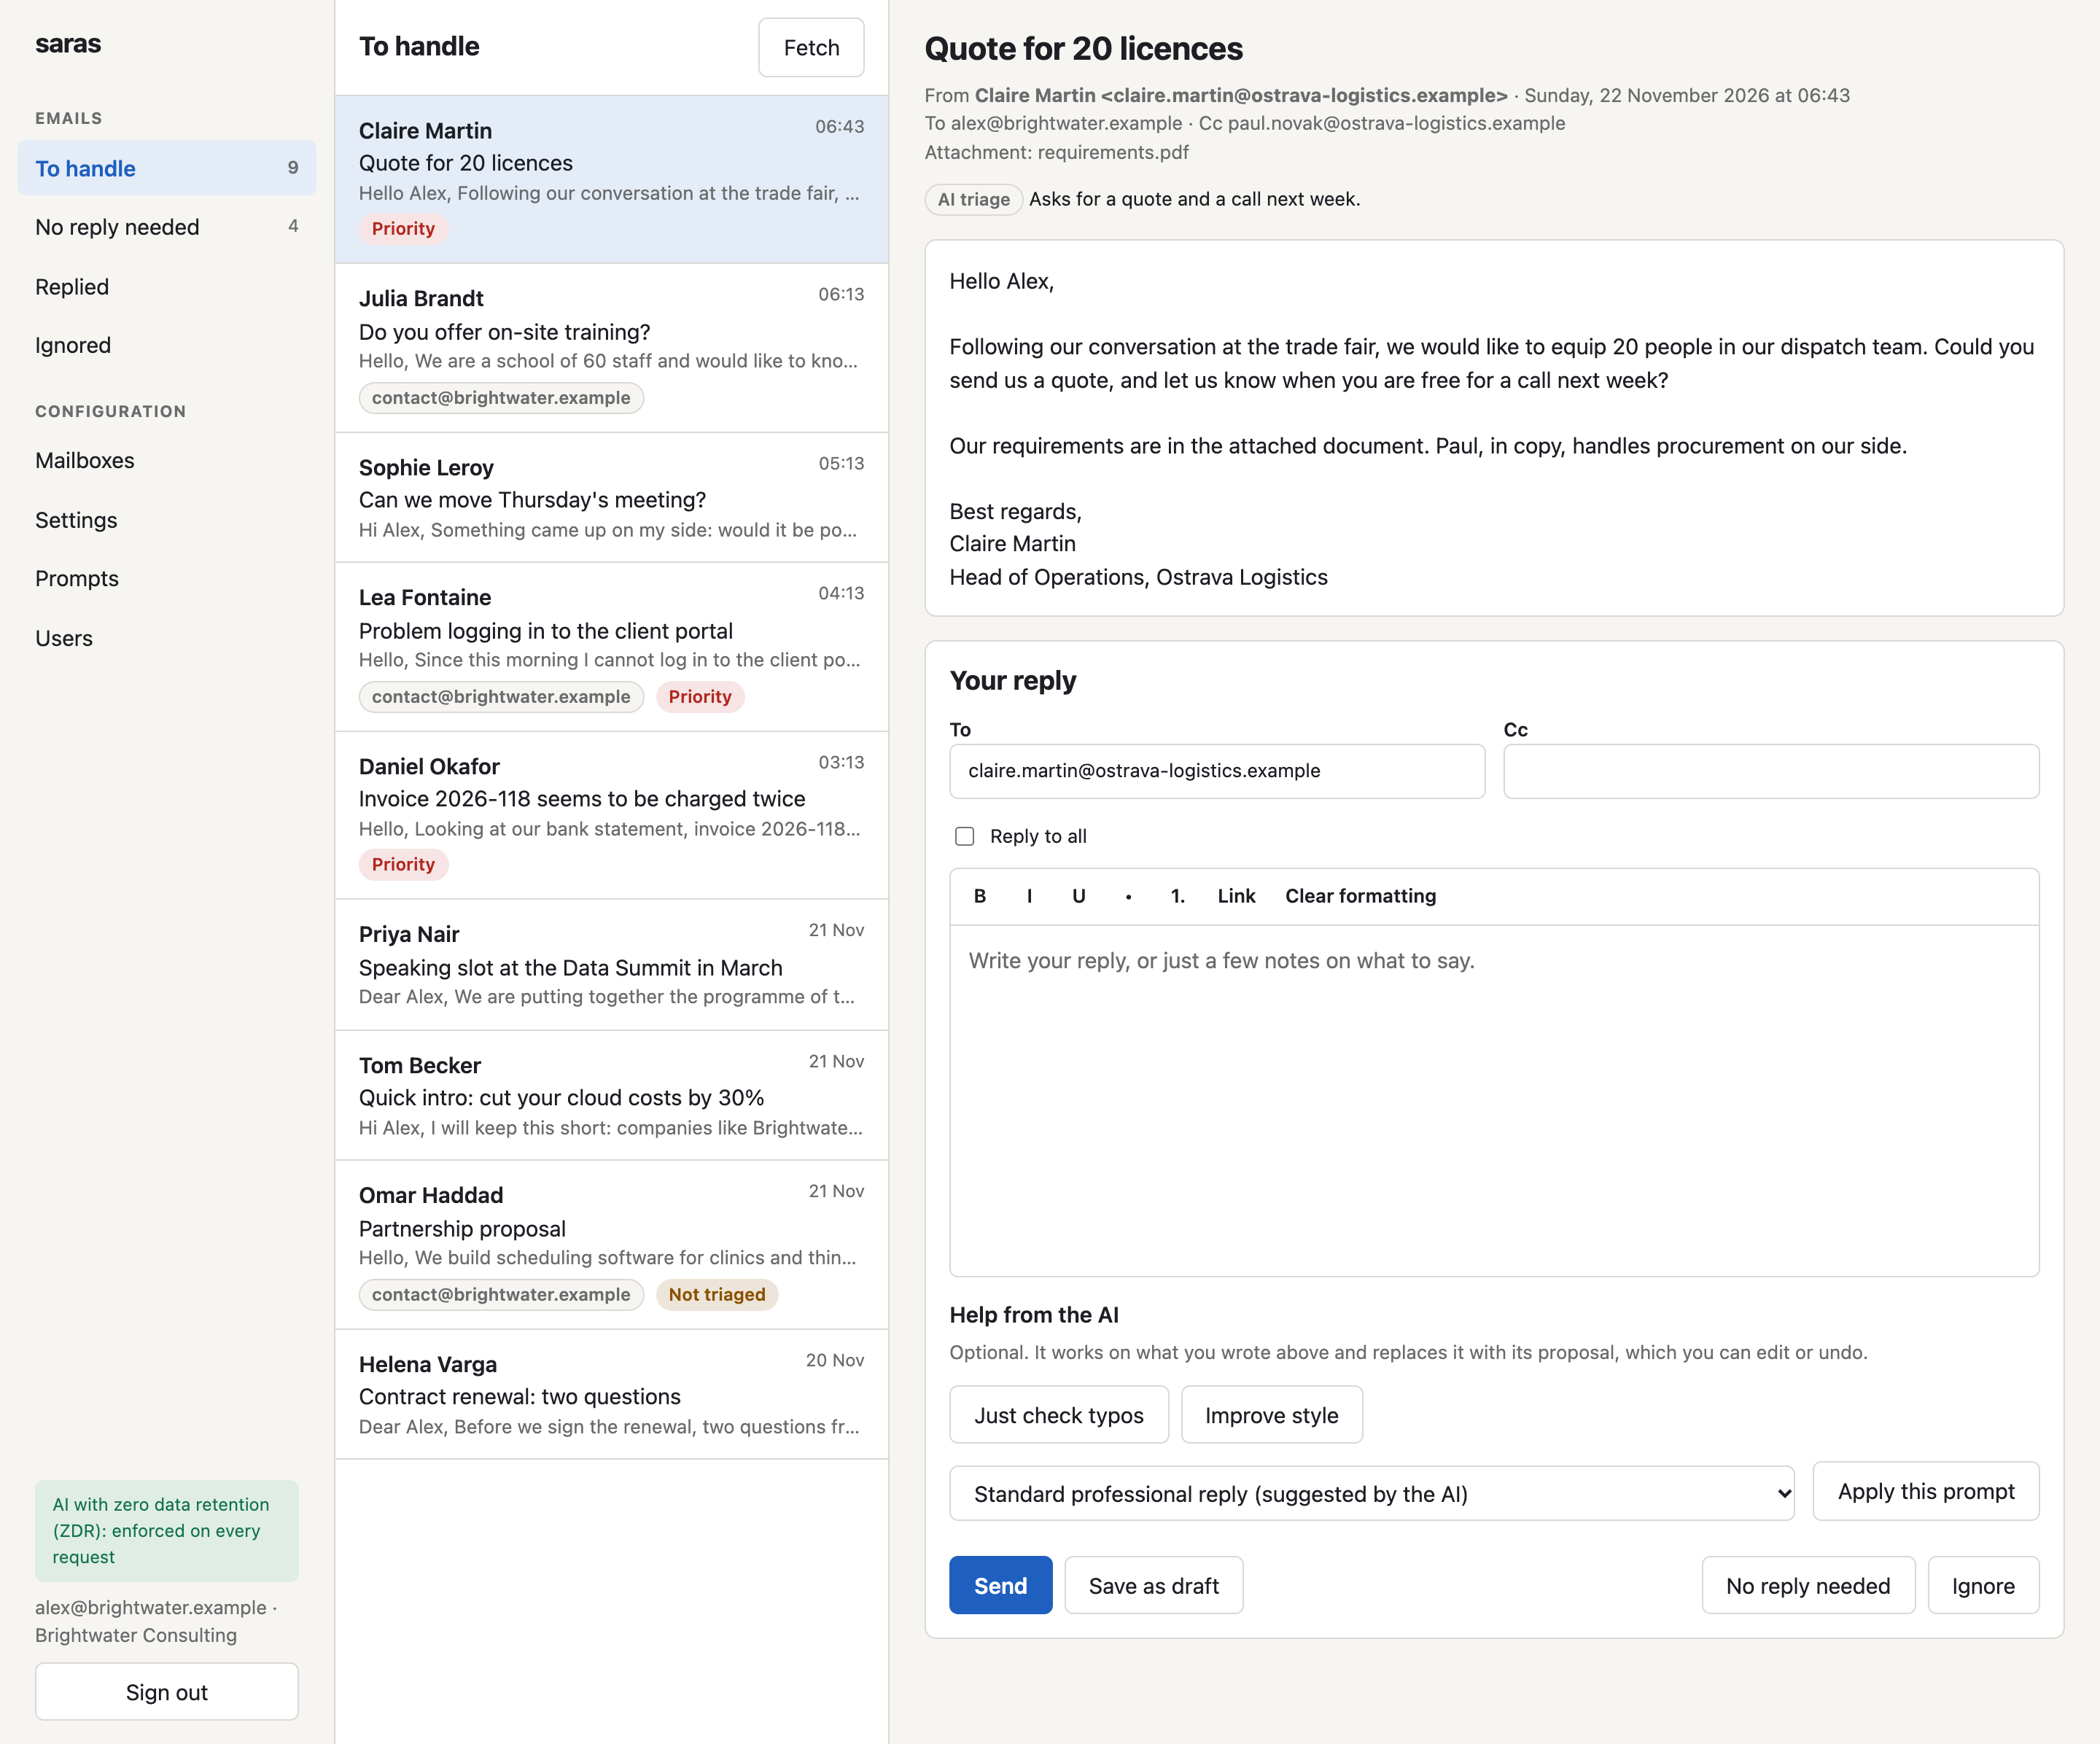 saras
EMAILS
To handle 9
No reply needed 4
Replied
Ignored
CONFIGURATION
Mailboxes
Settings
Prompts
Users
AI with zero data retention
(ZDR): enforced on every
request
alex@brightwater.example ·
Brightwater Consulting
Sign out
To handle
Fetch
Claire Martin 06:43
Quote for 20 licences
Hello Alex, Following our conversation at the trade fair, ...
Priority
Julia Brandt 06:13
Do you offer on-site training?
Hello, We are a school of 60 staff and would like to kno...
contact@brightwater.example
Sophie Leroy 05:13
Can we move Thursday's meeting?
Hi Alex, Something came up on my side: would it be po...
Lea Fontaine 04:13
Problem logging in to the client portal
Hello, Since this morning I cannot log in to the client po...
contact@brightwater.example Priority
Daniel Okafor 03:13
Invoice 2026-118 seems to be charged twice
Hello, Looking at our bank statement, invoice 2026-118...
Priority
Priya Nair 21 Nov
Speaking slot at the Data Summit in March
Dear Alex, We are putting together the programme of t...
Tom Becker 21 Nov
Quick intro: cut your cloud costs by 30%
Hi Alex, I will keep this short: companies like Brightwate...
Omar Haddad 21 Nov
Partnership proposal
Hello, We build scheduling software for clinics and thin...
contact@brightwater.example Not triaged
Helena Varga 20 Nov
Contract renewal: two questions
Dear Alex, Before we sign the renewal, two questions fr...
Quote for 20 licences
From Claire Martin <claire.martin@ostrava-logistics.example> · Sunday, 22 November 2026 at 06:43
To alex@brightwater.example · Cc paul.novak@ostrava-logistics.example
Attachment: requirements.pdf
AI triage Asks for a quote and a call next week.
Hello Alex,
Following our conversation at the trade fair, we would like to equip 20 people in our dispatch team. Could you
send us a quote, and let us know when you are free for a call next week?
Our requirements are in the attached document. Paul, in copy, handles procurement on our side.
Best regards,
Claire Martin
Head of Operations, Ostrava Logistics
Your reply
To Cc
claire.martin@ostrava-logistics.example
Reply to all
B I U • 1. Link Clear formatting
Write your reply, or just a few notes on what to say.
Help from the AI
Optional. It works on what you wrote above and replaces it with its proposal, which you can edit or undo.
Just check typos Improve style
Standard professional reply (suggested by the AI) Apply this prompt
Send Save as draft No reply needed Ignore